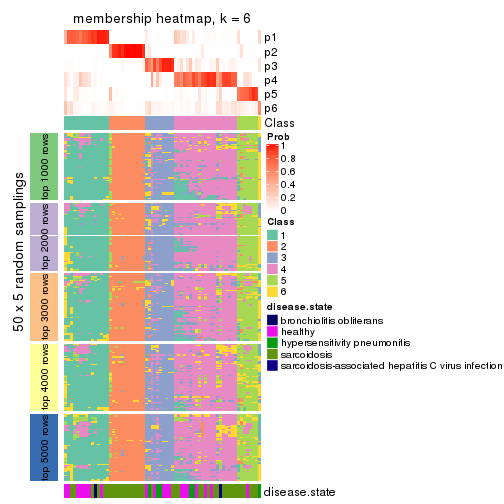 membership heatmap, k = 6
p1
p2
p3
p4
p5
p6
Class
Prob
1
0.8
0.6
0.4
0.2
0
Class
1
2
3
4
5
6
disease.state
bronchiolitis obliterans
healthy
hypersensitivity pneumonitis
sarcoidosis
sarcoidosis-associated hepatitis C virus infection
50 x 5 random samplings
top 1000 rows
top 2000 rows
top 3000 rows
top 4000 rows
top 5000 rows
disease.state